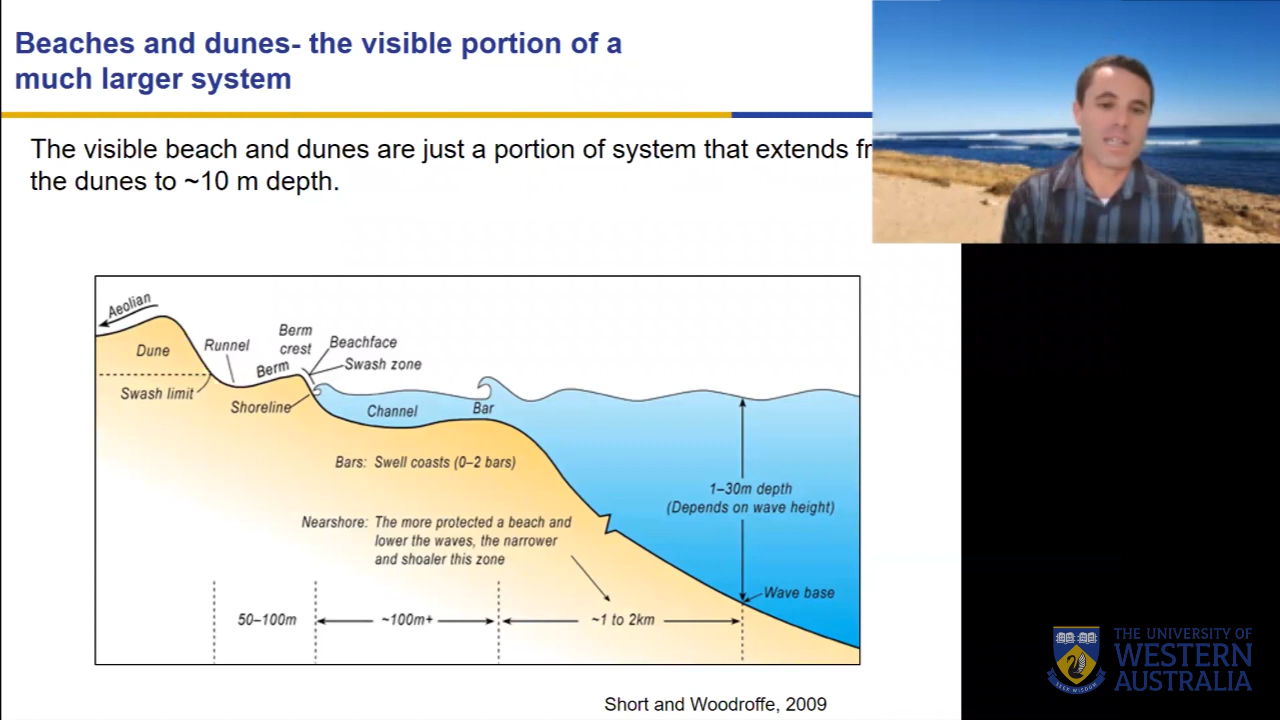 Beaches and dunes- the visible portion of a
much larger system
The visible beach and dunes are just a portion of system that extends fr
the dunes to ~10 m depth.
Aeolian
Dune
Runnel
Berm
crest
Beachface
Swash zone
Berm
Swash limit
Shoreline
Channel
Bar
Bars: Swell coasts (0–2 bars)
1–30m depth
(Depends on wave height)
Nearshore: The more protected a beach and
lower the waves, the narrower
and shoaler this zone
Wave base
50–100m
~100m+
~1 to 2km
Short and Woodroffe, 2009
THE UNIVERSITY OF
WESTERN
AUSTRALIA
SEEK WISDOM